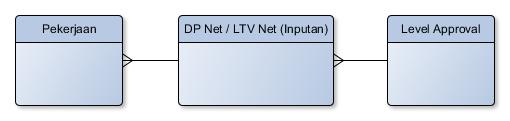 Pekerjaan
DP Net / LTV Net (Inputan)
Level Approval